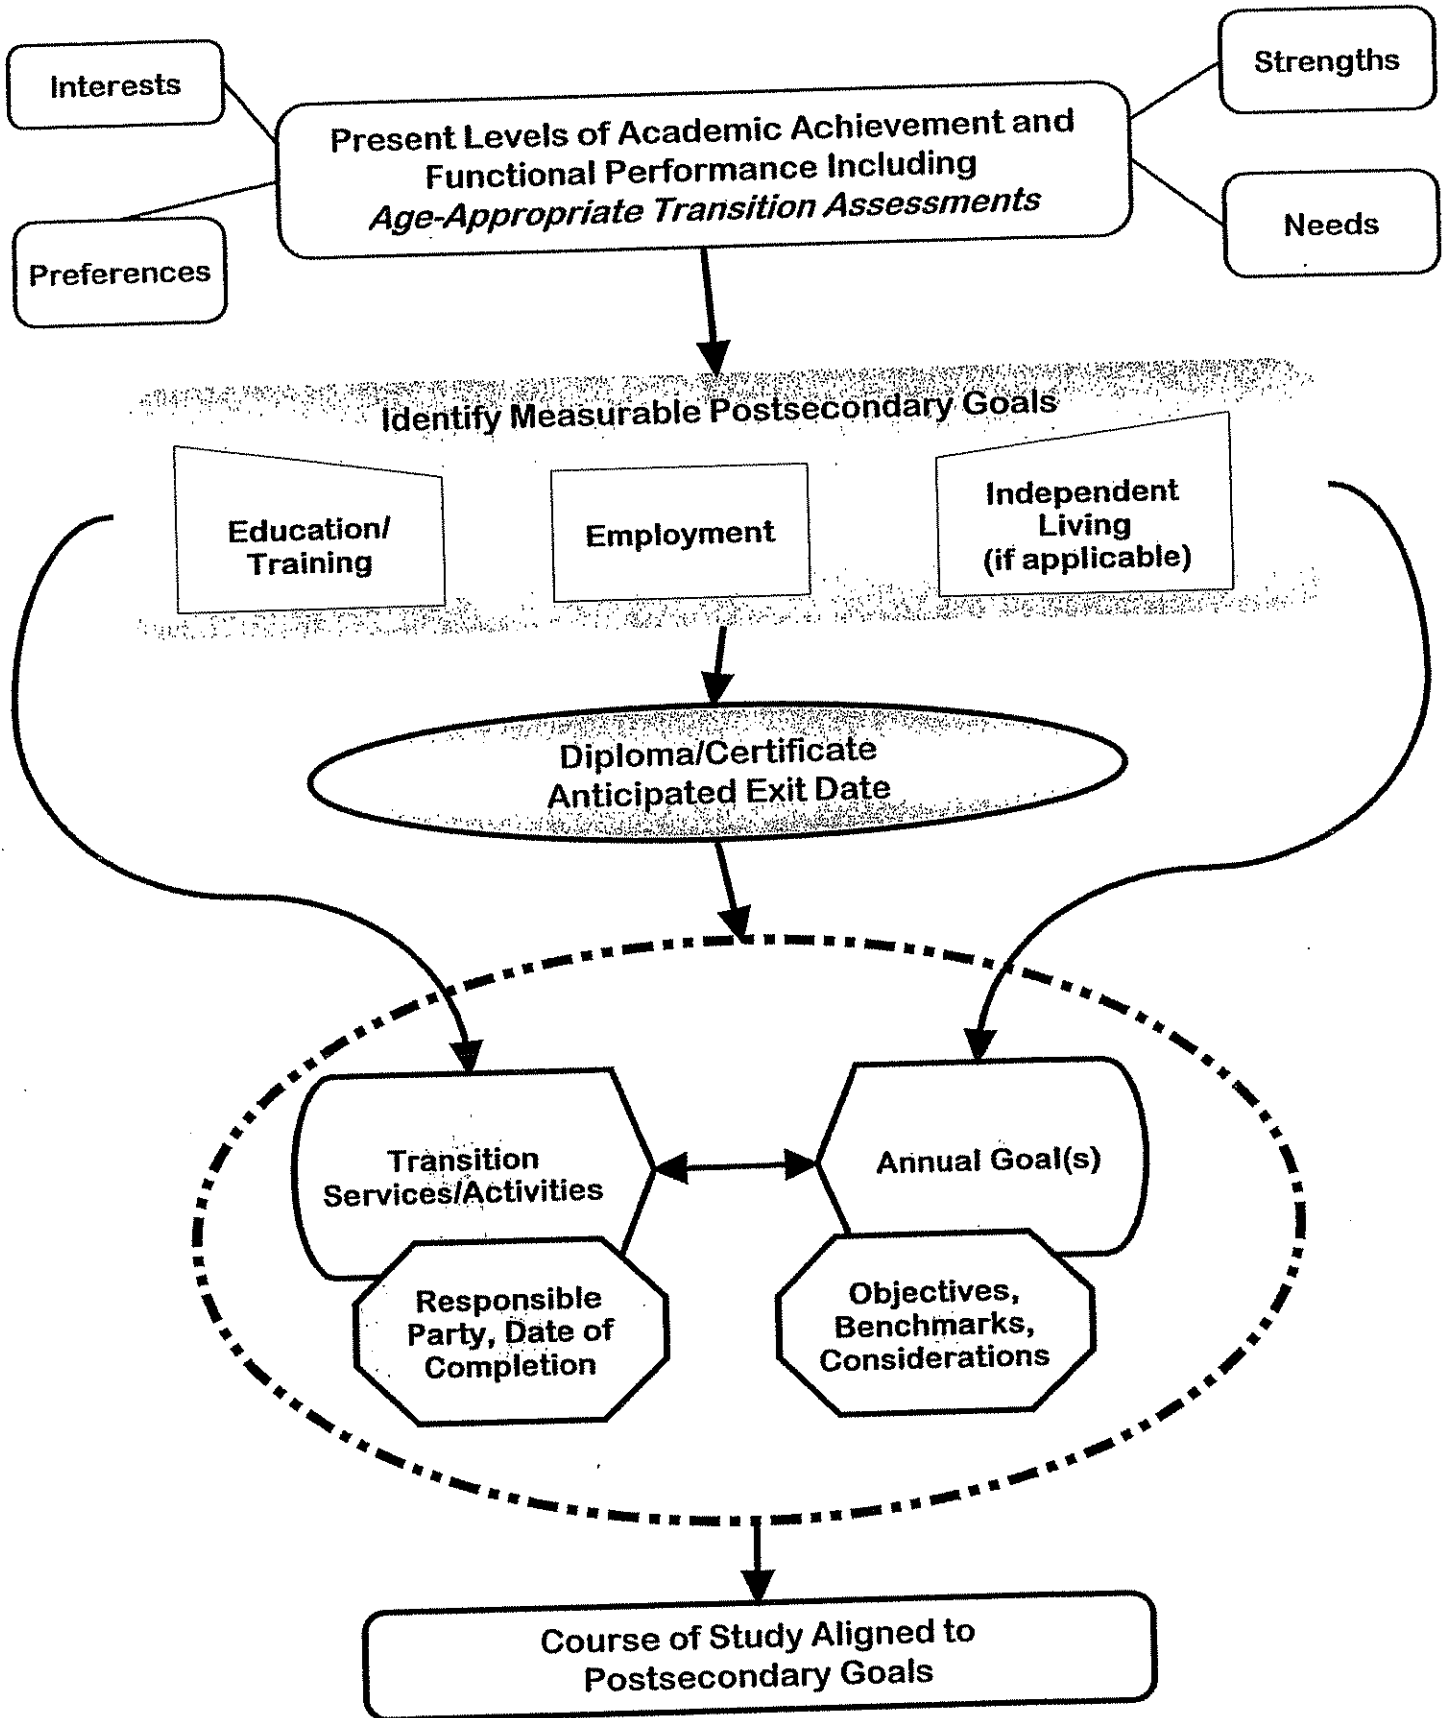 Interests
Strengths
Present Levels of Academic Achievement and
Functional Performance Including
Age-Appropriate Transition Assessments
Preferences
Needs
Identify Measurable Postsecondary Goals
Education/
Training
Employment
Independent
Living
(if applicable)
Diploma/Certificate
Anticipated Exit Date
Transition
Services/Activities
Annual Goal(s)
Responsible
Party, Date of
Completion
Objectives,
Benchmarks,
Considerations
Course of Study Aligned to
Postsecondary Goals